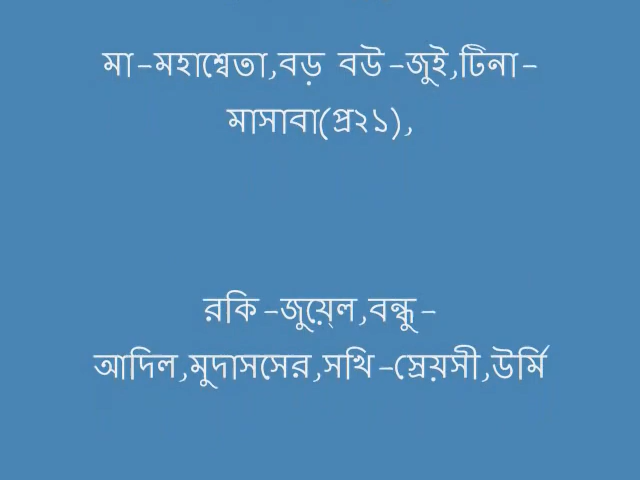 মা-মহাশ্বেতা,বড় বউ-জুই,টিনা-
মাসাবা(প্র২১),
রকি-জুয়েল,বন্ধু-
আদিল,মুদাসসের,সখি-স্রেয়সী,উর্মি